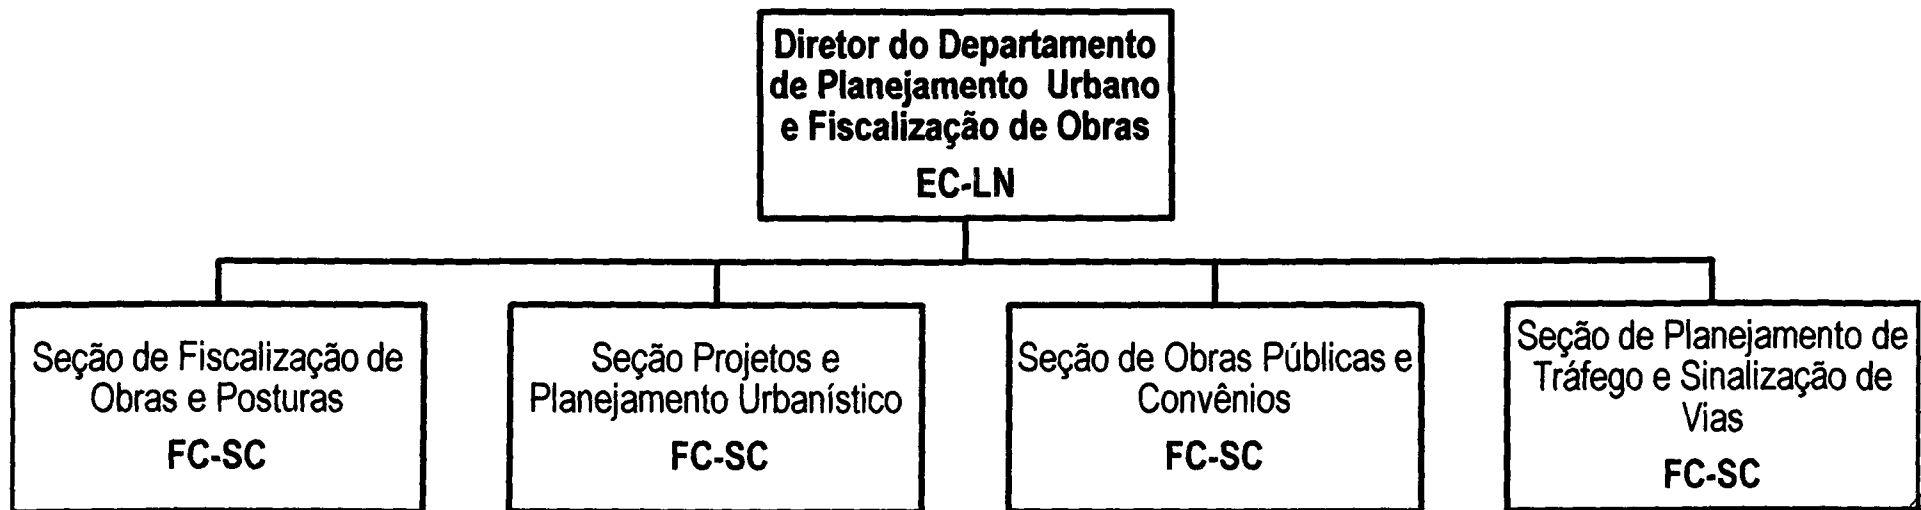 Diretor do Departamento
de Planejamento Urbano
e Fiscalização de Obras
EC-LN
Seção de Fiscalização de
Obras e Posturas
FC-SC
Seção Projetos e
Planejamento Urbanístico
FC-SC
Seção de Obras Públicas e
Convênios
FC-SC
Seção de Planejamento de
Tráfego e Sinalização de
Vias
FC-SC